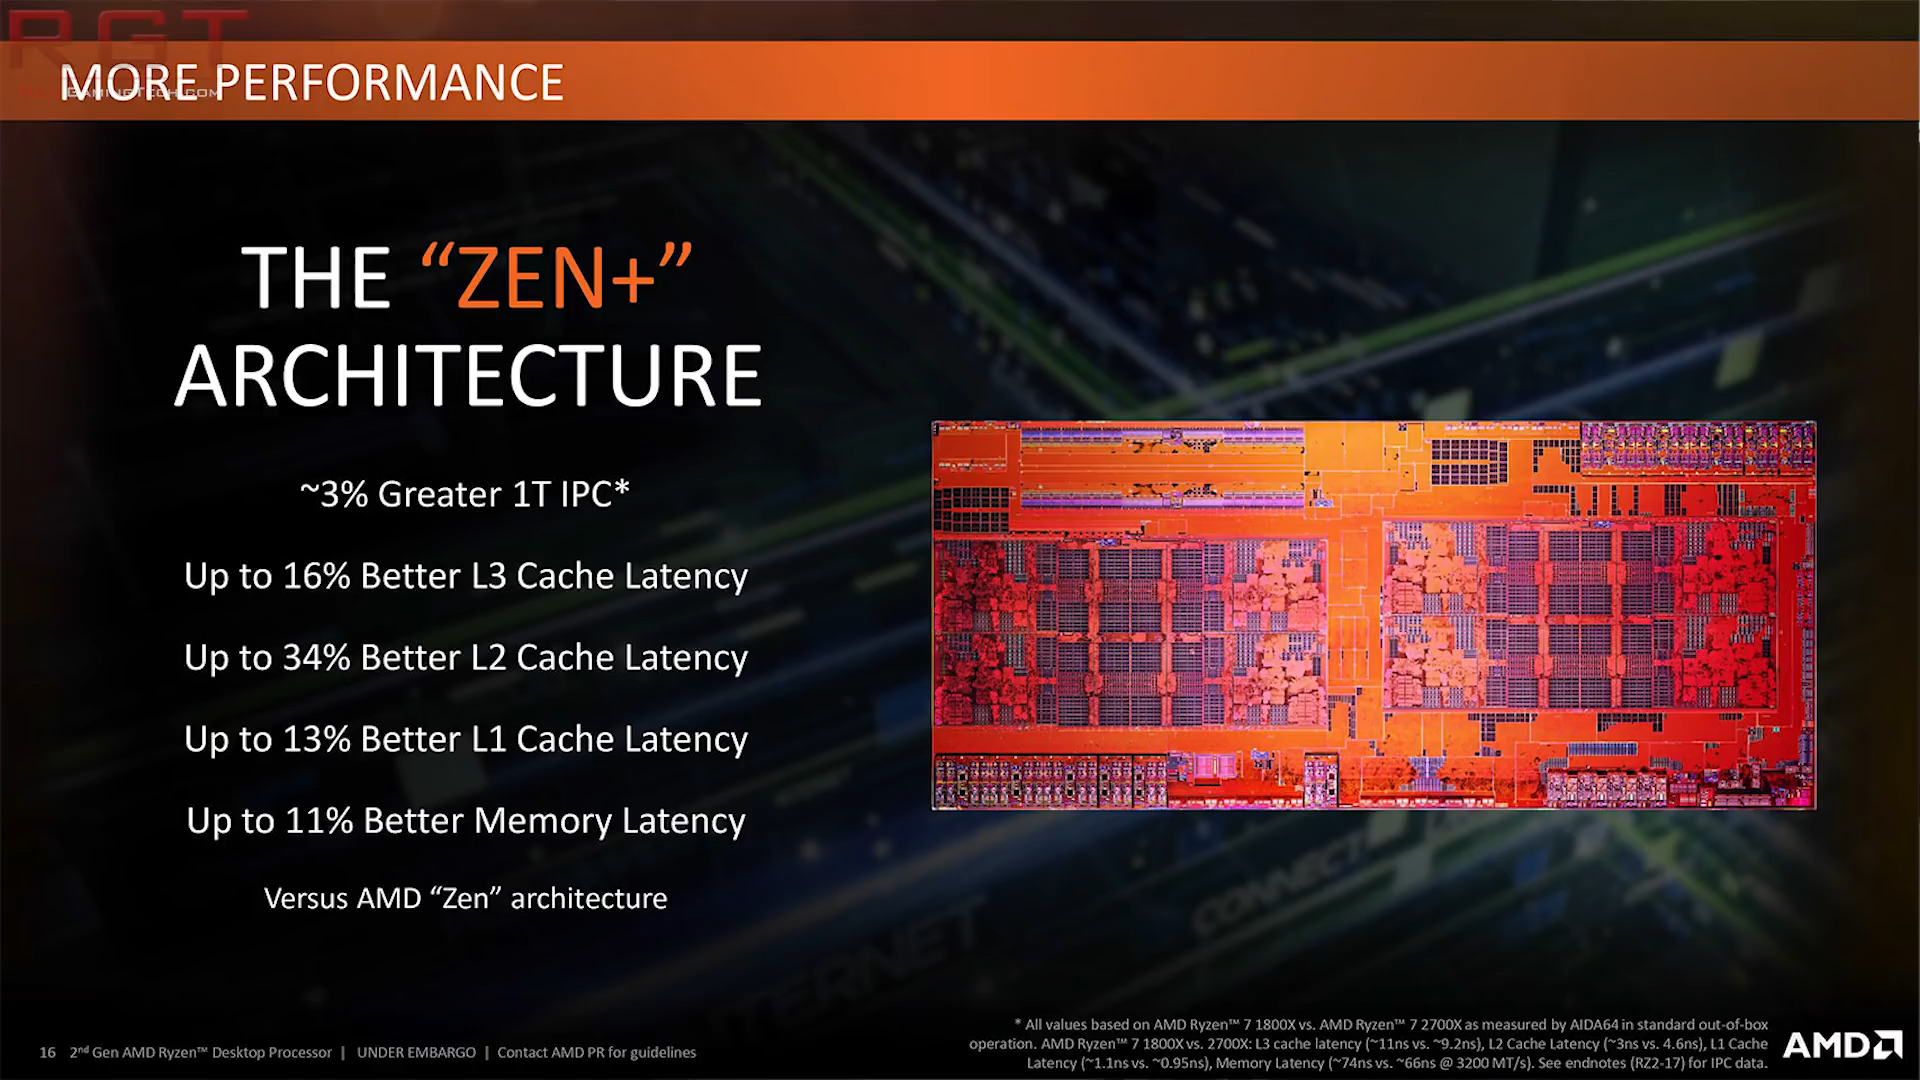 RGT
MORE PERFORMANCE
GAMINGTECH.COM
THE “ZEN+”
ARCHITECTURE
~3% Greater 1T IPC*
Up to 16% Better L3 Cache Latency
Up to 34% Better L2 Cache Latency
Up to 13% Better L1 Cache Latency
Up to 11% Better Memory Latency
Versus AMD “Zen” architecture
CONNECT
TERNET
* All values based on AMD Ryzen™ 7 1800X vs. AMD Ryzen™ 7 2700X as measured by AIDA64 in standard out-of-box
operation. AMD Ryzen™ 7 1800X vs. 2700X: L3 cache latency (~11ns vs. ~9.2ns), L2 Cache Latency (~3ns vs. 4.6ns), L1 Cache
Latency (~1.1ns vs. ~0.95ns), Memory Latency (~74ns vs. ~66ns @ 3200 MT/s). See endnotes (RZ2-17) for IPC data.
16 2nd Gen AMD Ryzen™ Desktop Processor | UNDER EMBARGO | Contact AMD PR for guidelines
AMD